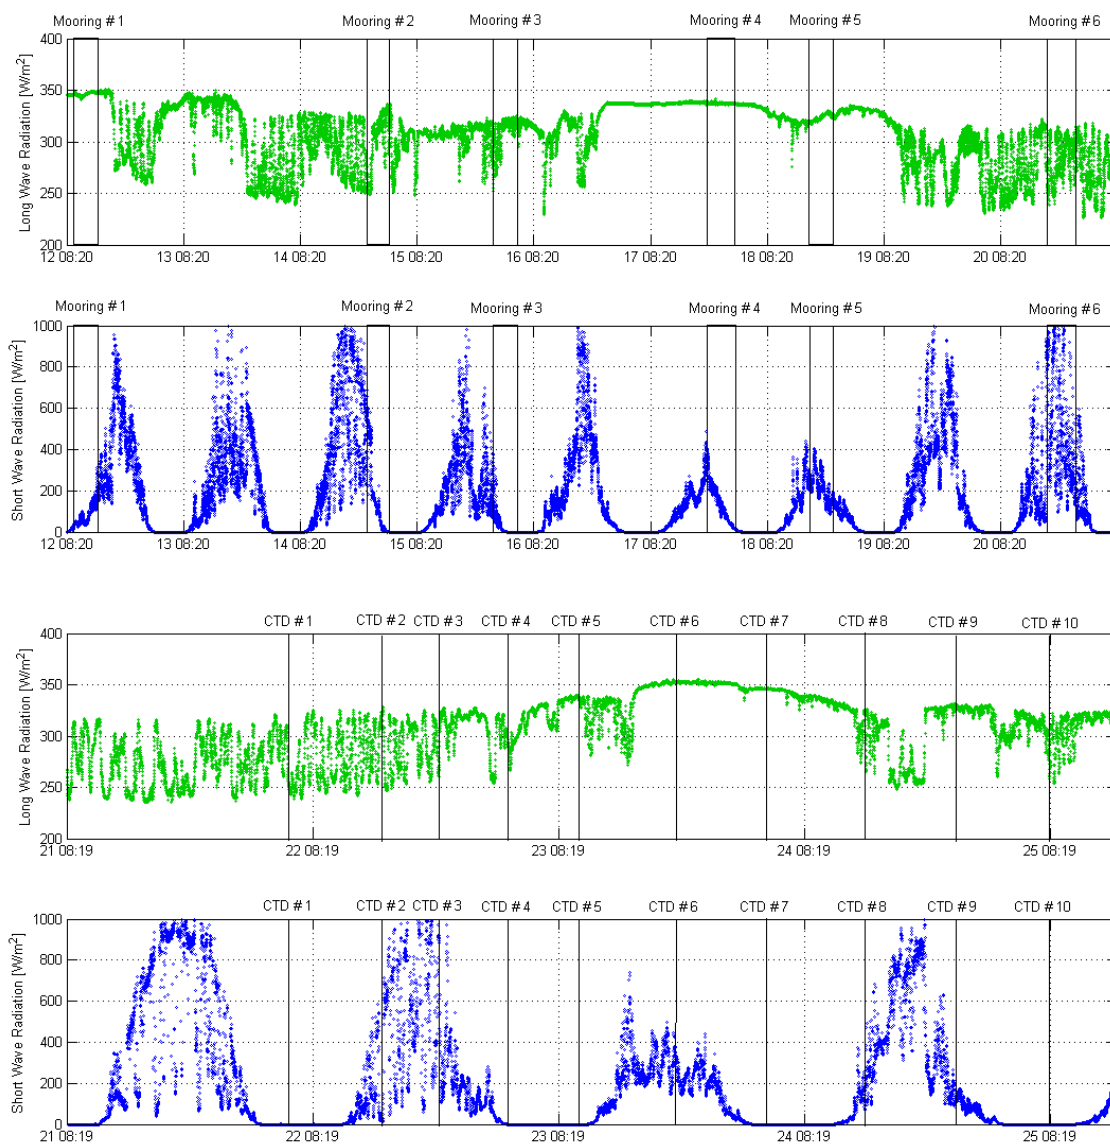 Mooring #1 Mooring #2 Mooring #3 Mooring #4 Mooring #5 Mooring #6
400
350
300
250
200
Long Wave Radiation [W/m²]
12 08:20 13 08:20 14 08:20 15 08:20 16 08:20 17 08:20 18 08:20 19 08:20 20 08:20
Mooring #1 Mooring #2 Mooring #3 Mooring #4 Mooring #5 Mooring #6
1000
800
600
400
200
0
Short Wave Radiation [W/m²]
12 08:20 13 08:20 14 08:20 15 08:20 16 08:20 17 08:20 18 08:20 19 08:20 20 08:20
CTD #1 CTD #2 CTD #3 CTD #4 CTD #5 CTD #6 CTD #7 CTD #8 CTD #9 CTD #10
400
350
300
250
200
Long Wave Radiation [W/m²]
21 08:19 22 08:19 23 08:19 24 08:19 25 08:19
CTD #1 CTD #2 CTD #3 CTD #4 CTD #5 CTD #6 CTD #7 CTD #8 CTD #9 CTD #10
1000
800
600
400
200
0
Short Wave Radiation [W/m²]
21 08:19 22 08:19 23 08:19 24 08:19 25 08:19